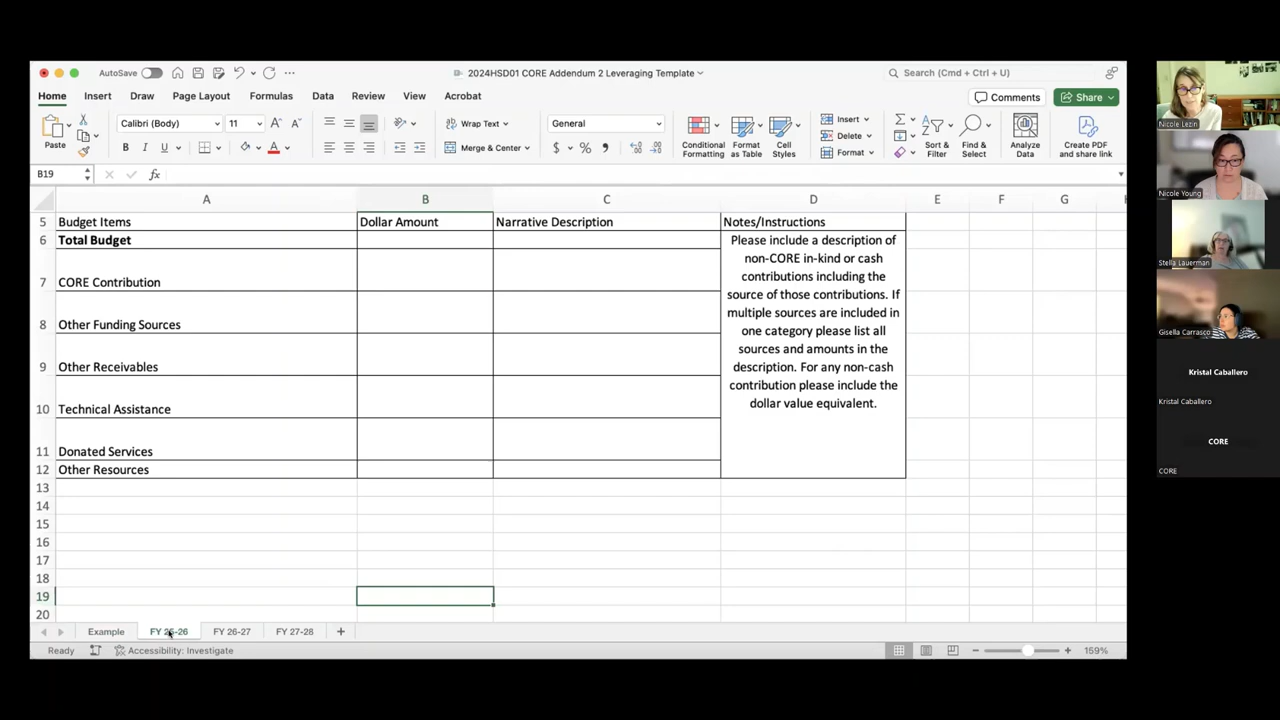 AutoSave
2024HSD01 CORE Addendum 2 Leveraging Template
Search (Cmd + Ctrl + U)
Home Insert Draw Page Layout Formulas Data Review View Acrobat
Comments Share
Paste
Calibri (Body) 11
Wrap Text
Merge & Center
General
Conditional Formatting
Format as Table
Cell Styles
Insert
Delete
Format
Sort & Filter
Find & Select
Analyze Data
Create PDF and share link
B19 fx
A B C D E F G H
5 Budget Items Dollar Amount Narrative Description Notes/Instructions
6 Total Budget
7 CORE Contribution
8 Other Funding Sources
9 Other Receivables
10 Technical Assistance
11 Donated Services
12 Other Resources
Please include a description of
non-CORE in-kind or cash
contributions including the
source of those contributions. If
multiple sources are included in
one category please list all
sources and amounts in the
description. For any non-cash
contribution please include the
dollar value equivalent.
13
14
15
16
17
18
19
20
Example FY 25-26 FY 26-27 FY 27-28
Ready Accessibility: Investigate 159%
Nicole Lezin
Nicole Young
Stella Lauerman
Gisella Carrasco
Kristal Caballero
Kristal Caballero
CORE
CORE